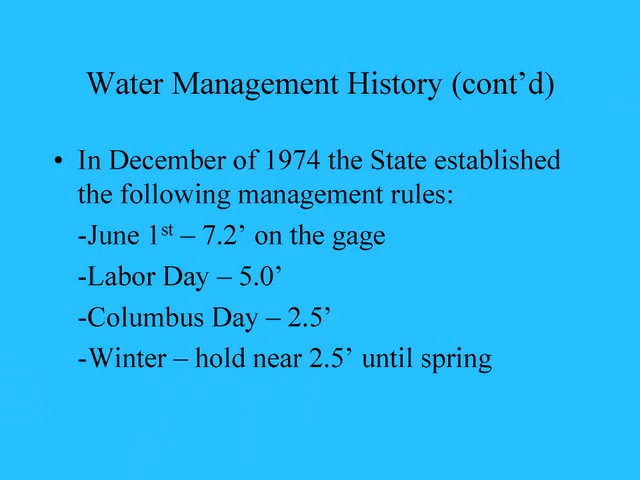 Water Management History (cont’d)
• In December of 1974 the State established
the following management rules:
-June 1st – 7.2’ on the gage
-Labor Day – 5.0’
-Columbus Day – 2.5’
-Winter – hold near 2.5’ until spring